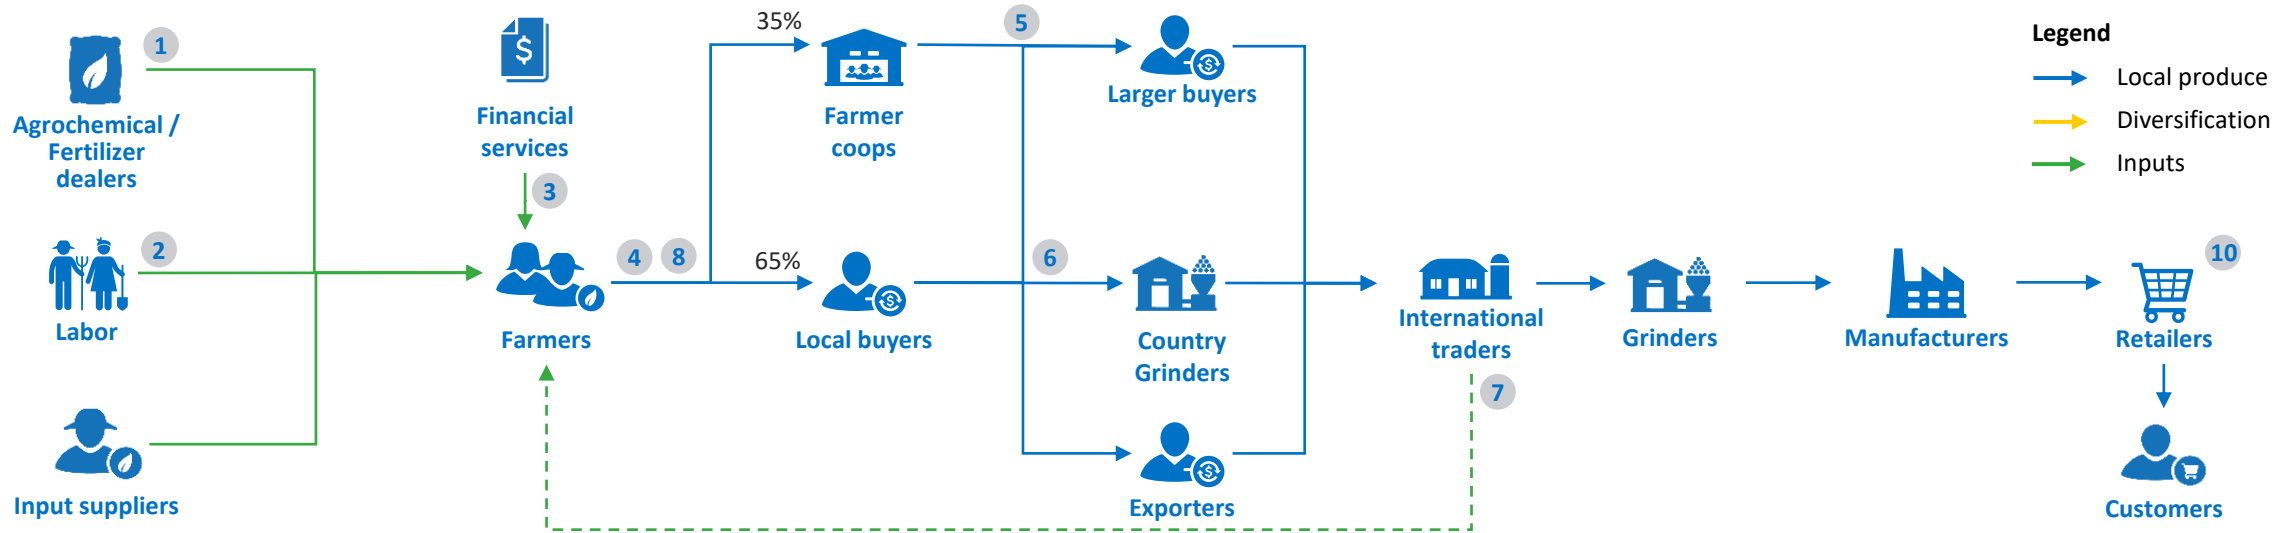 1
Agrochemical /
Fertilizer
dealers
2
Labor
Input suppliers
$
Financial
services
3
Farmers
4
8
35%
Farmer
coops
65%
$
Local buyers
5
$
Larger buyers
6
Country
Grinders
$
Exporters
International
traders
7
Grinders
Manufacturers
10
Retailers
Customers
Legend
Local produce
Diversification
Inputs